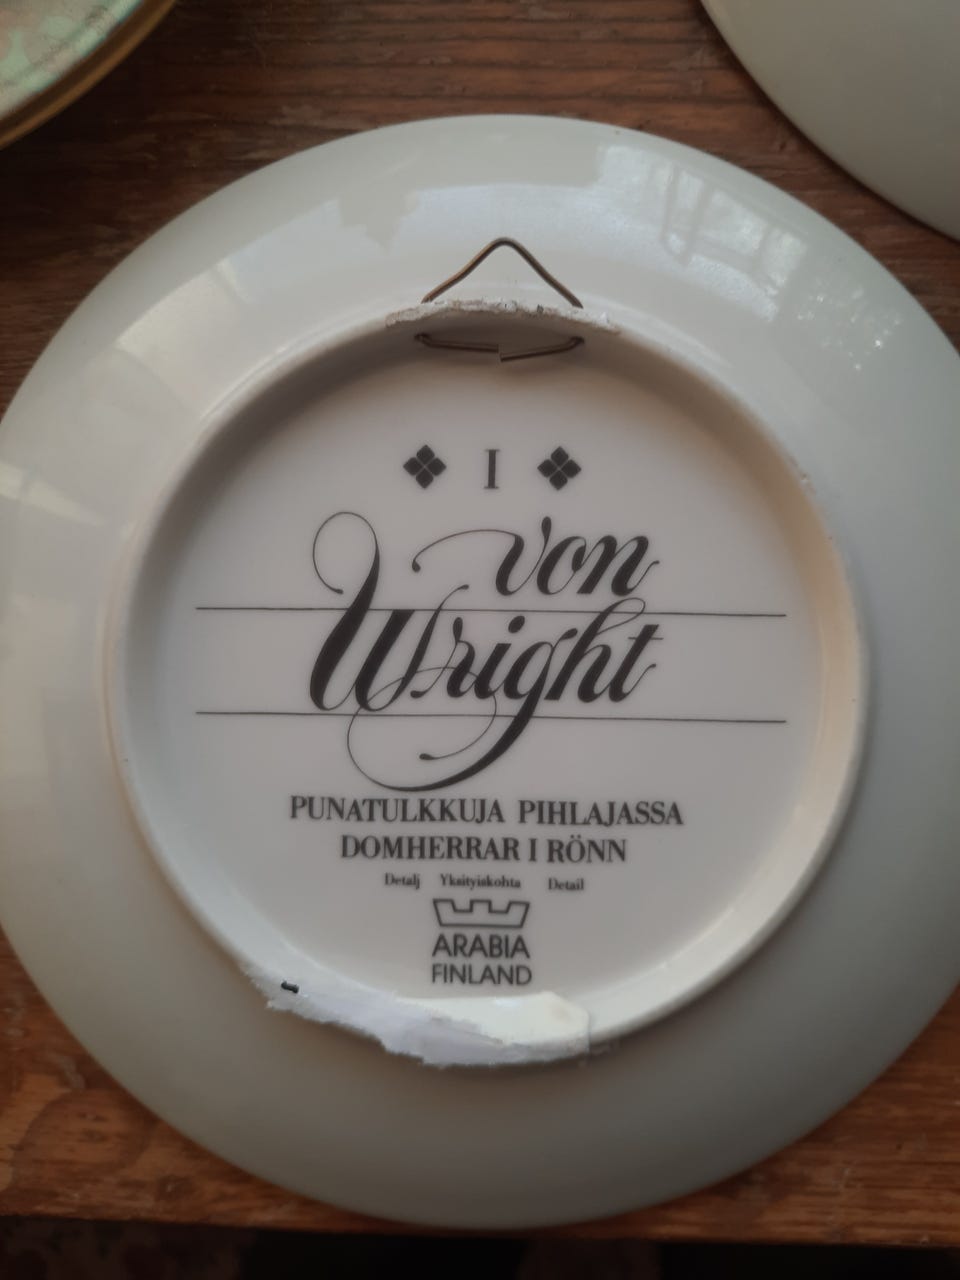 I
von
Wright
PUNATULKKUJA PIHLAJASSA
DOMHERRAR I RÖNN
Detalj Yksityiskohta Detail
ARABIA
FINLAND